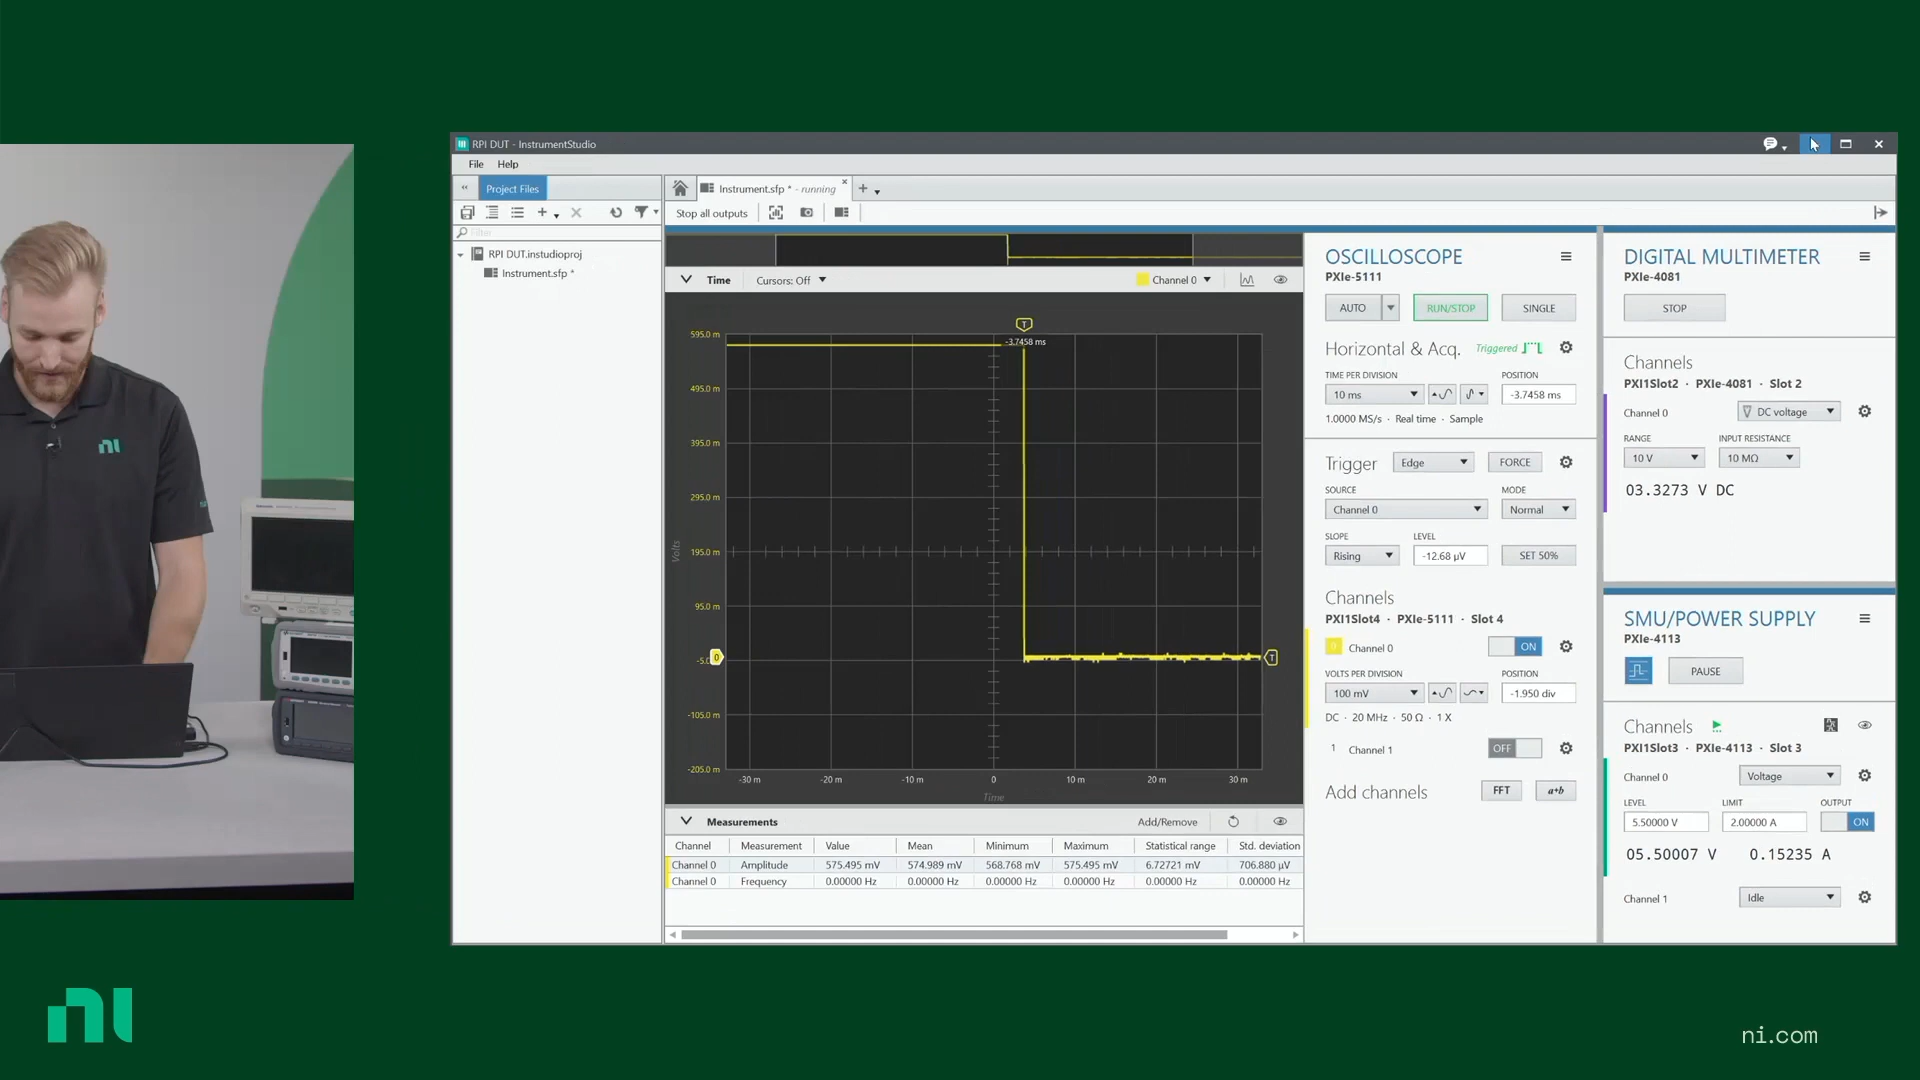 RPI DUT - InstrumentStudio
File Help
Project Files
Instrument.sfp * - running
Stop all outputs
Filter
RPI DUT.instudioproj
Instrument.sfp *
Time Cursors: Off Channel 0
T
-3.7458 ms
595.0 m
495.0 m
395.0 m
295.0 m
195.0 m
95.0 m
-5.0
0
T
-105.0 m
-205.0 m
Volts
-30 m -20 m -10 m 0 10 m 20 m 30 m
Time
Measurements Add/Remove
Channel Measurement Value Mean Minimum Maximum Statistical range Std. deviation
Channel 0 Amplitude 575.495 mV 574.989 mV 568.768 mV 575.495 mV 6.72721 mV 706.880 µV
Channel 0 Frequency 0.00000 Hz 0.00000 Hz 0.00000 Hz 0.00000 Hz 0.00000 Hz 0.00000 Hz
OSCILLOSCOPE
PXIe-5111
AUTO RUN/STOP SINGLE
Horizontal & Acq. Triggered
TIME PER DIVISION POSITION
10 ms -3.7458 ms
1.0000 MS/s · Real time · Sample
Trigger Edge FORCE
SOURCE MODE
Channel 0 Normal
SLOPE LEVEL
Rising -12.68 µV SET 50%
Channels
PXI1Slot4 · PXIe-5111 · Slot 4
0 Channel 0 ON
VOLTS PER DIVISION POSITION
100 mV -1.950 div
DC · 20 MHz · 50 Ω · 1 X
1 Channel 1 OFF
Add channels FFT a+b
DIGITAL MULTIMETER
PXIe-4081
STOP
Channels
PXI1Slot2 · PXIe-4081 · Slot 2
Channel 0 DC voltage
RANGE INPUT RESISTANCE
10 V 10 MΩ
03.3273 V DC
SMU/POWER SUPPLY
PXIe-4113
PAUSE
Channels
PXI1Slot3 · PXIe-4113 · Slot 3
Channel 0 Voltage
LEVEL LIMIT OUTPUT
5.50000 V 2.00000 A ON
05.50007 V 0.15235 A
Channel 1 Idle
ni
ni
ni.com